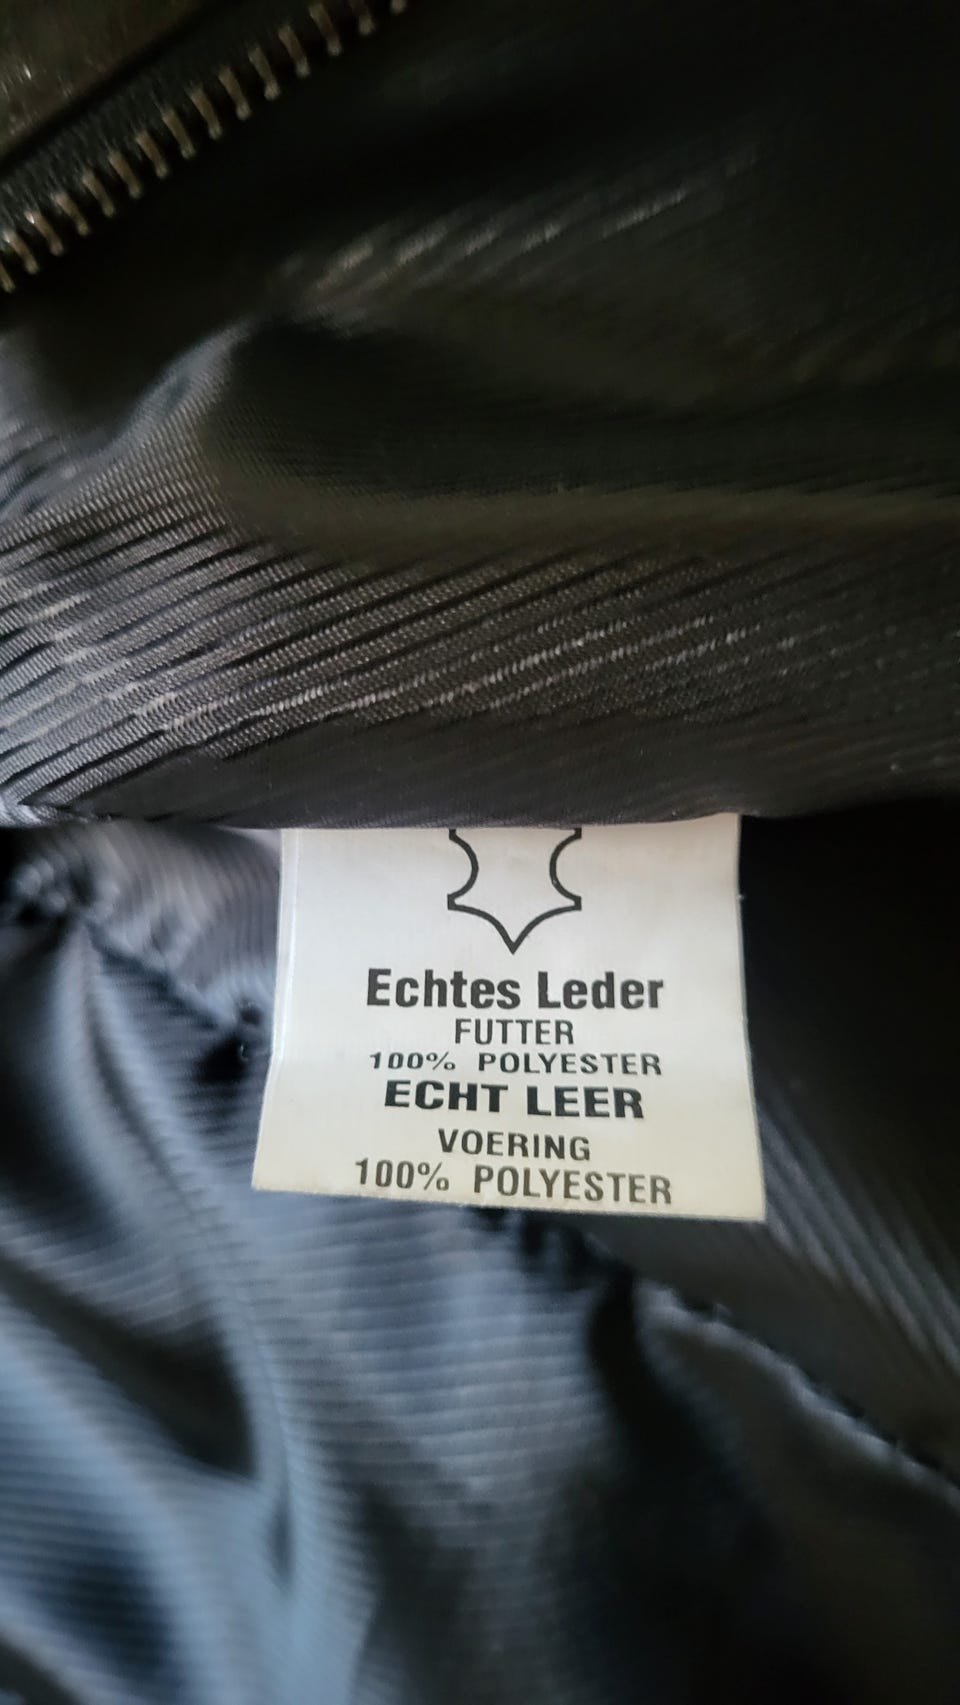 Echtes Leder
FUTTER
100% POLYESTER
ECHT LEER
VOERING
100% POLYESTER